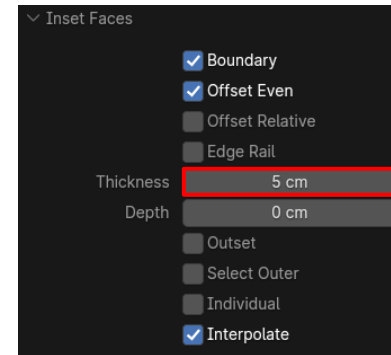 Inset Faces
Boundary
Offset Even
Offset Relative
Edge Rail
Thickness 5 cm
Depth 0 cm
Outset
Select Outer
Individual
Interpolate